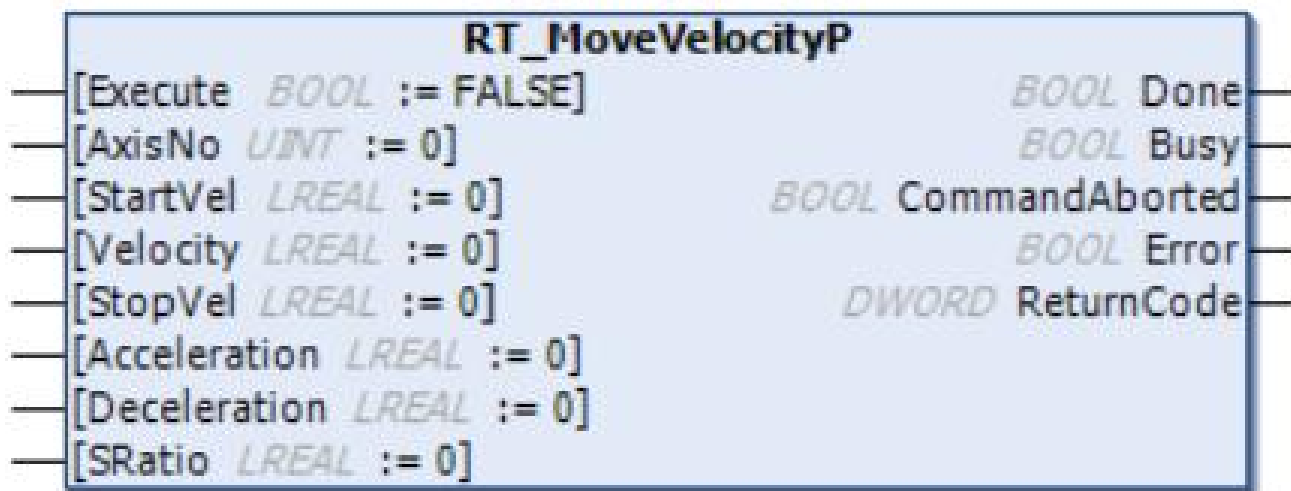 RT_MoveVelocityP
[Execute BOOL := FALSE] BOOL Done
[AxisNo UINT := 0] BOOL Busy
[StartVel LREAL := 0] BOOL CommandAborted
[Velocity LREAL := 0] BOOL Error
[StopVel LREAL := 0] DWORD ReturnCode
[Acceleration LREAL := 0]
[Deceleration LREAL := 0]
[SRatio LREAL := 0]